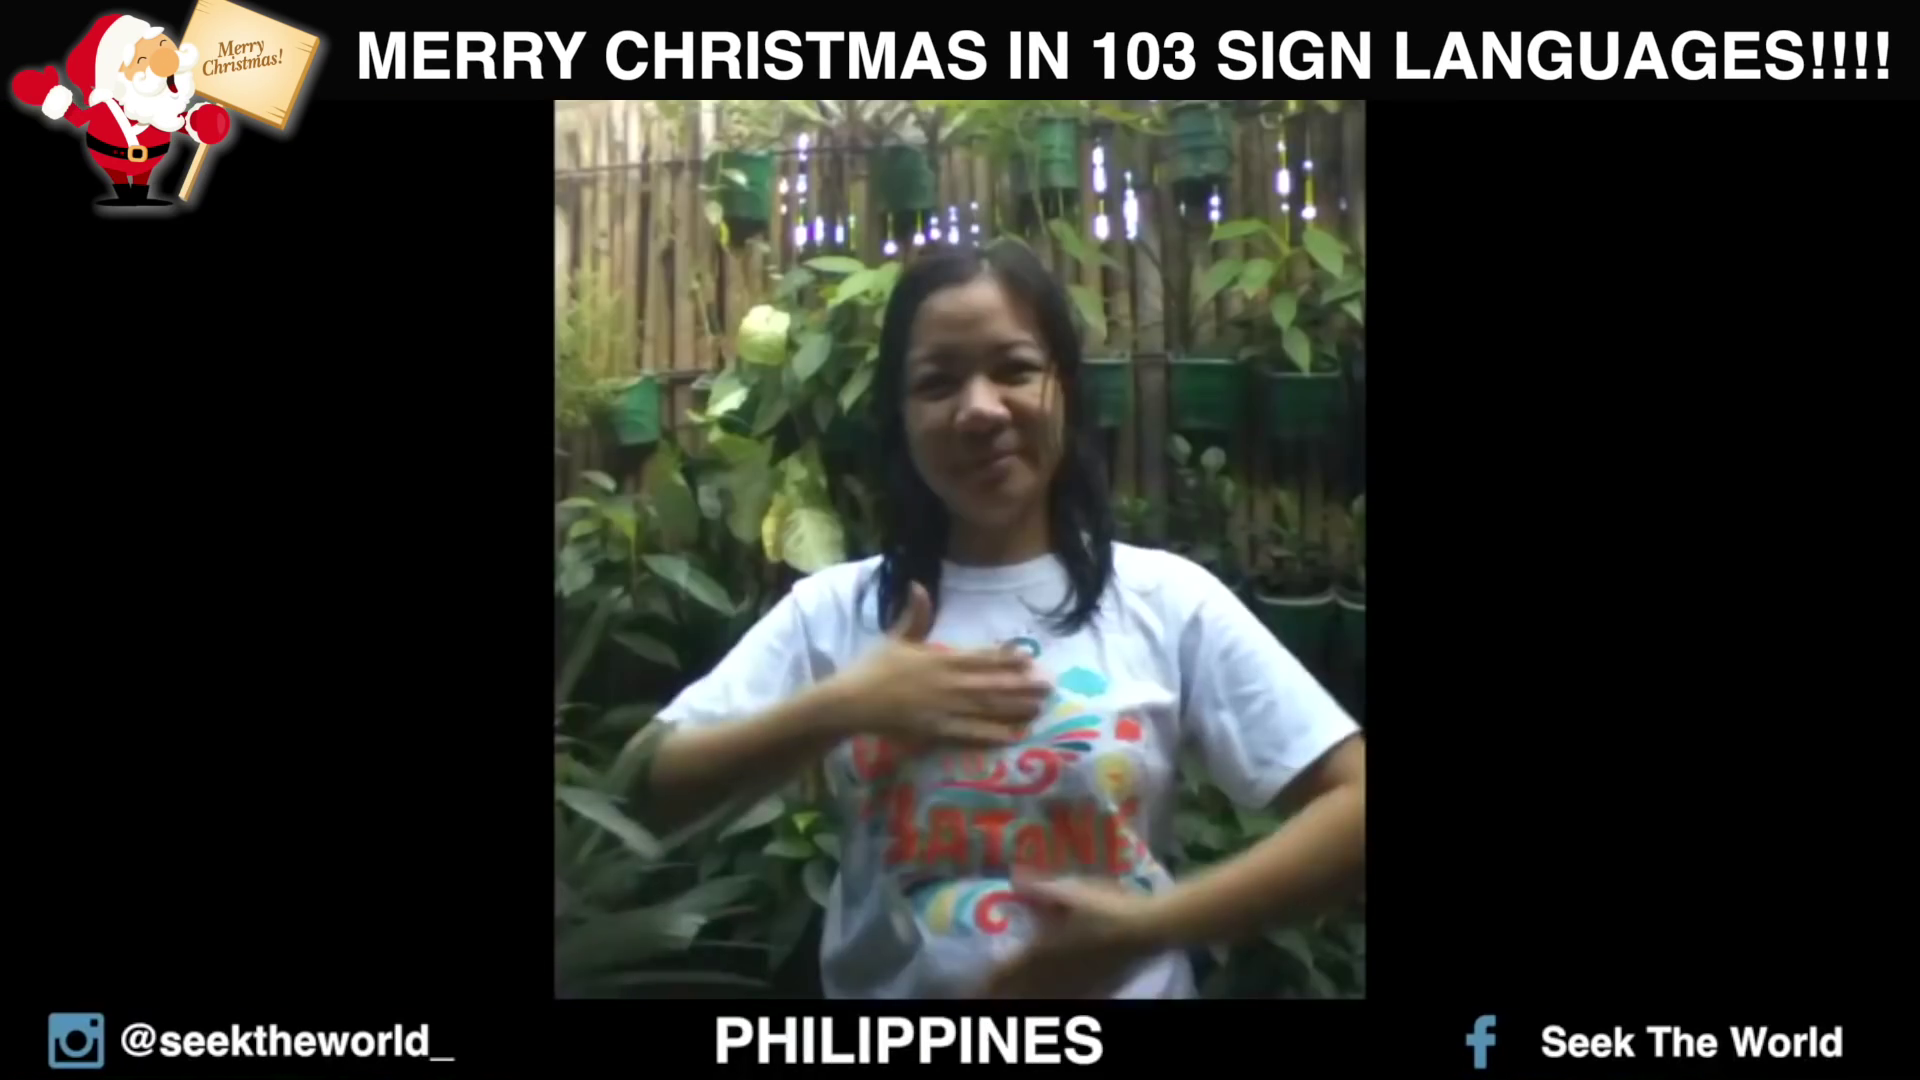 Merry
Christmas!
MERRY CHRISTMAS IN 103 SIGN LANGUAGES!!!!
@seektheworld_
PHILIPPINES
Seek The World